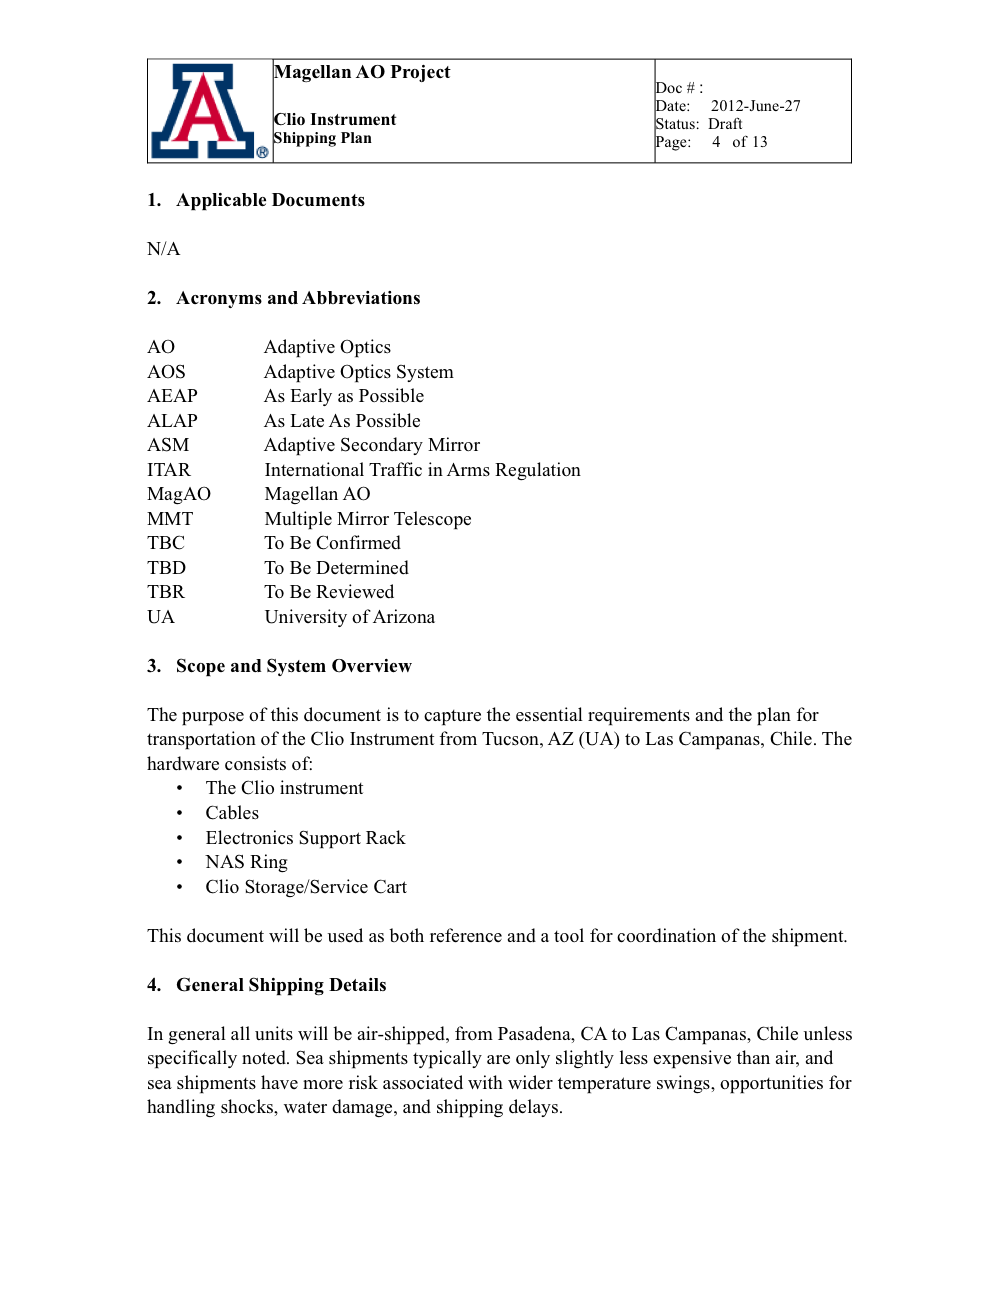 Magellan AO Project
Clio Instrument
Shipping Plan
Doc # :
Date: 2012-June-27
Status: Draft
Page: 4 of 13
A
®
1. Applicable Documents
N/A
2. Acronyms and Abbreviations
AO Adaptive Optics
AOS Adaptive Optics System
AEAP As Early as Possible
ALAP As Late As Possible
ASM Adaptive Secondary Mirror
ITAR International Traffic in Arms Regulation
MagAO Magellan AO
MMT Multiple Mirror Telescope
TBC To Be Confirmed
TBD To Be Determined
TBR To Be Reviewed
UA University of Arizona
3. Scope and System Overview
The purpose of this document is to capture the essential requirements and the plan for
transportation of the Clio Instrument from Tucson, AZ (UA) to Las Campanas, Chile. The
hardware consists of:
• The Clio instrument
• Cables
• Electronics Support Rack
• NAS Ring
• Clio Storage/Service Cart
This document will be used as both reference and a tool for coordination of the shipment.
4. General Shipping Details
In general all units will be air-shipped, from Pasadena, CA to Las Campanas, Chile unless
specifically noted. Sea shipments typically are only slightly less expensive than air, and
sea shipments have more risk associated with wider temperature swings, opportunities for
handling shocks, water damage, and shipping delays.